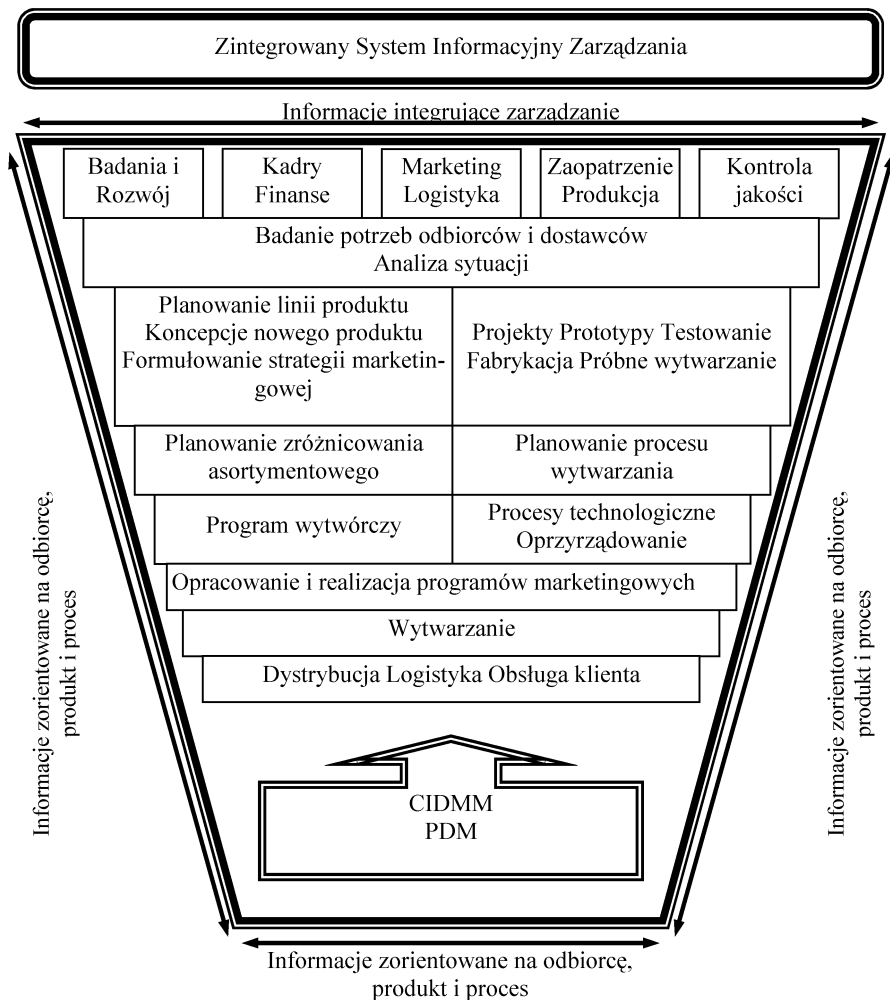 Zintegrowany System Informacyjny Zarządzania
Informacje integrujace zarządzanie
Badania i
Rozwój
Kadry
Finanse
Marketing
Logistyka
Zaopatrzenie
Produkcja
Kontrola
jakości
Badanie potrzeb odbiorców i dostawców
Analiza sytuacji
Planowanie linii produktu
Koncepcje nowego produktu
Formułowanie strategii marketin-
gowej
Projekty Prototypy Testowanie
Fabrykacja Próbne wytwarzanie
Planowanie zróżnicowania
asortymentowego
Planowanie procesu
wytwarzania
Program wytwórczy
Procesy technologiczne
Oprzyrządowanie
Opracowanie i realizacja programów marketingowych
Wytwarzanie
Dystrybucja Logistyka Obsługa klienta
Informacje zorientowane na odbiorcę,
produkt i proces
Informacje zorientowane na odbiorcę,
produkt i proces
CIDMM
PDM
Informacje zorientowane na odbiorcę,
produkt i proces